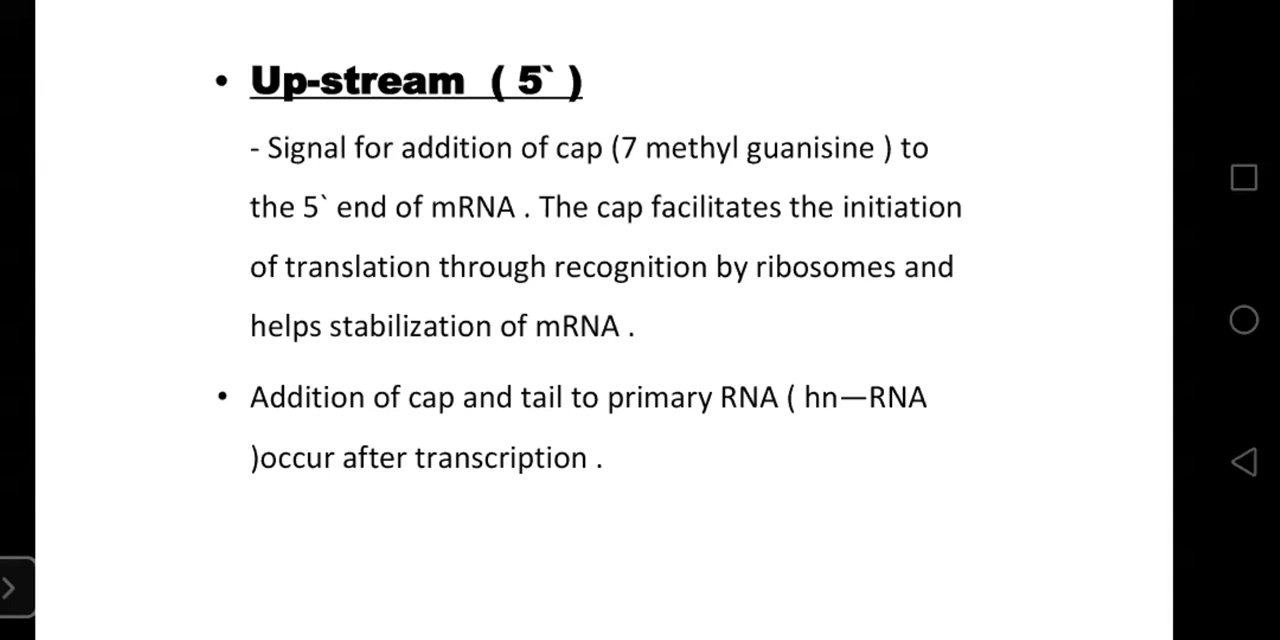 • Up-stream ( 5` )
- Signal for addition of cap (7 methyl guanisine ) to
the 5` end of mRNA . The cap facilitates the initiation
of translation through recognition by ribosomes and
helps stabilization of mRNA .
• Addition of cap and tail to primary RNA ( hn—RNA
)occur after transcription .